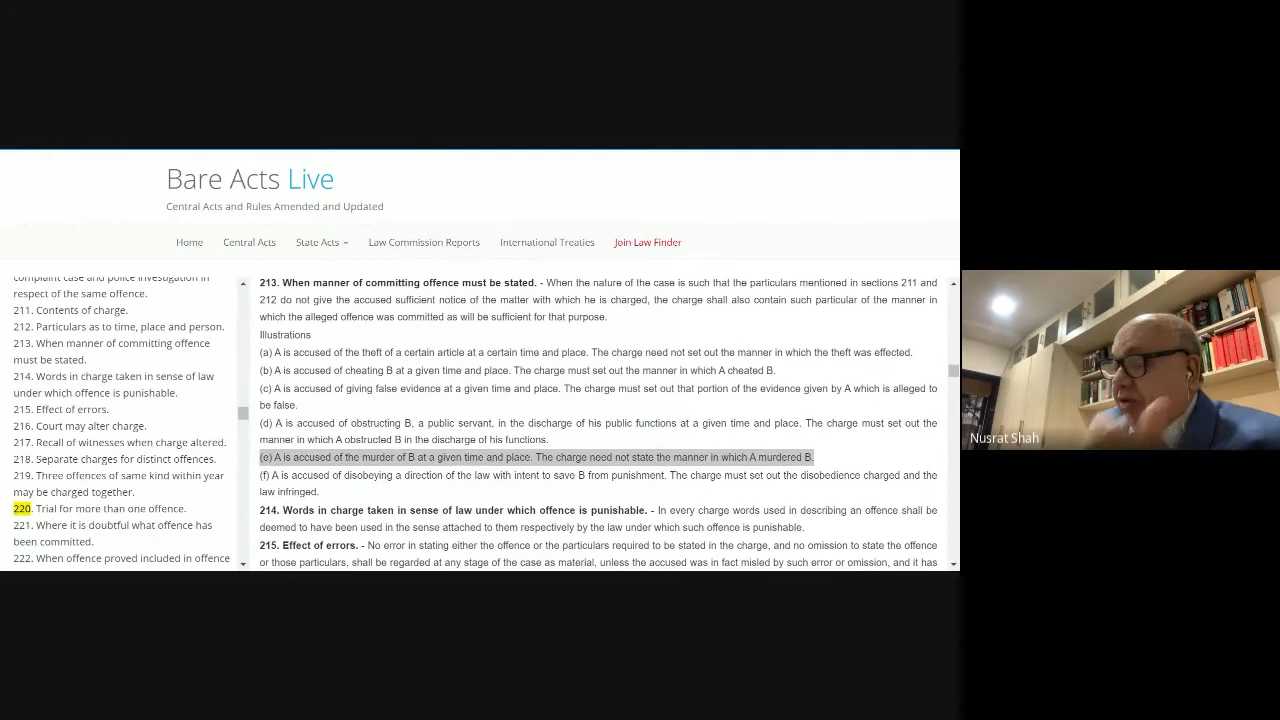 Bare Acts Live
Central Acts and Rules Amended and Updated
Home Central Acts State Acts Law Commission Reports International Treaties Join Law Finder
complaint case and police investigation in
respect of the same offence.
211. Contents of charge.
212. Particulars as to time, place and person.
213. When manner of committing offence
must be stated.
214. Words in charge taken in sense of law
under which offence is punishable.
215. Effect of errors.
216. Court may alter charge.
217. Recall of witnesses when charge altered.
218. Separate charges for distinct offences.
219. Three offences of same kind within year
may be charged together.
220. Trial for more than one offence.
221. Where it is doubtful what offence has
been committed.
222. When offence proved included in offence
213. When manner of committing offence must be stated. - When the nature of the case is such that the particulars mentioned in sections 211 and
212 do not give the accused sufficient notice of the matter with which he is charged, the charge shall also contain such particular of the manner in
which the alleged offence was committed as will be sufficient for that purpose.
Illustrations
(a) A is accused of the theft of a certain article at a certain time and place. The charge need not set out the manner in which the theft was effected.
(b) A is accused of cheating B at a given time and place. The charge must set out the manner in which A cheated B.
(c) A is accused of giving false evidence at a given time and place. The charge must set out that portion of the evidence given by A which is alleged to
be false.
(d) A is accused of obstructing B, a public servant, in the discharge of his public functions at a given time and place. The charge must set out the
manner in which A obstructed B in the discharge of his functions.
(e) A is accused of the murder of B at a given time and place. The charge need not state the manner in which A murdered B.
(f) A is accused of disobeying a direction of the law with intent to save B from punishment. The charge must set out the disobedience charged and the
law infringed.
214. Words in charge taken in sense of law under which offence is punishable. - In every charge words used in describing an offence shall be
deemed to have been used in the sense attached to them respectively by the law under which such offence is punishable.
215. Effect of errors. - No error in stating either the offence or the particulars required to be stated in the charge, and no omission to state the offence
or those particulars, shall be regarded at any stage of the case as material, unless the accused was in fact misled by such error or omission, and it has
Nusrat Shah